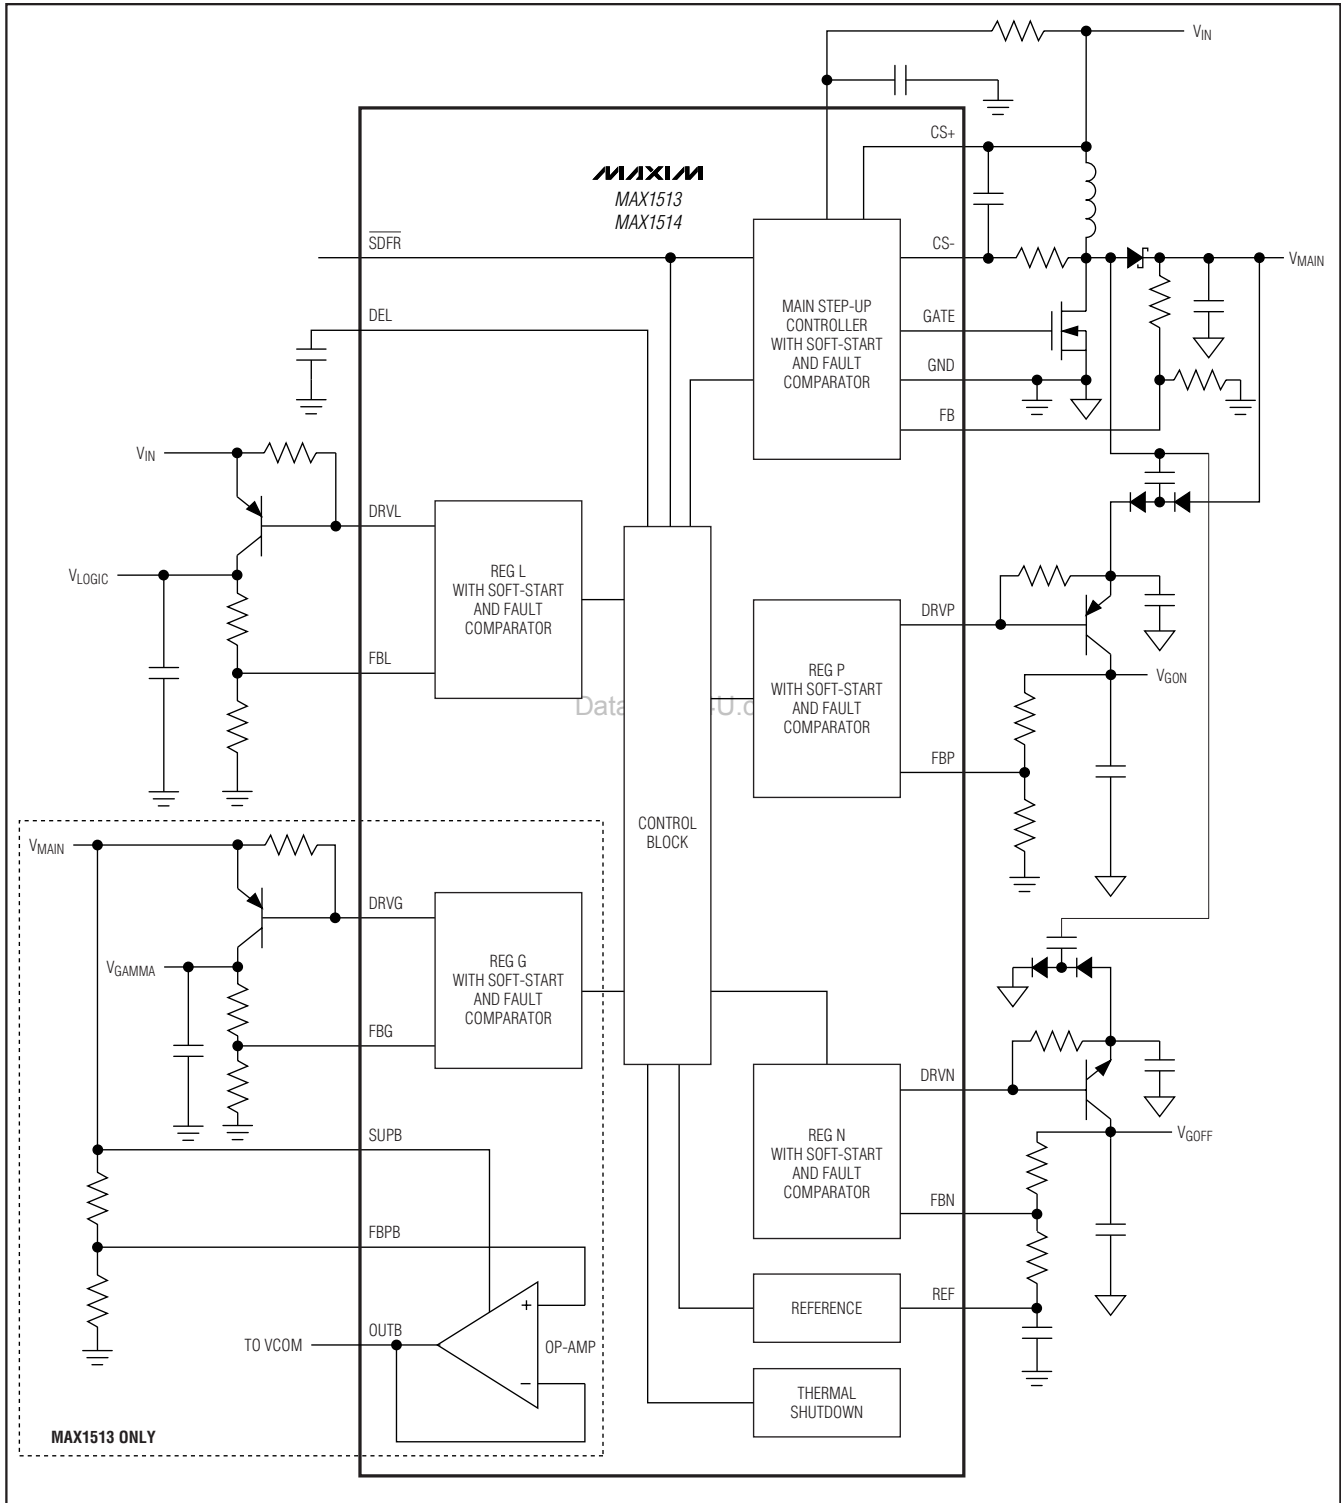 VIN
CS+
MAXIM
MAX1513
MAX1514
SDFR
CS-
VMAIN
MAIN STEP-UP
CONTROLLER
WITH SOFT-START
AND FAULT
COMPARATOR
DEL
GATE
GND
FB
VIN
DRVL
REG L
WITH SOFT-START
AND FAULT
COMPARATOR
VLOGIC
FBL
DRVP
REG P
WITH SOFT-START
AND FAULT
COMPARATOR
VGON
FBP
CONTROL
BLOCK
VMAIN
DRVG
REG G
WITH SOFT-START
AND FAULT
COMPARATOR
VGAMMA
FBG
DRVN
REG N
WITH SOFT-START
AND FAULT
COMPARATOR
VGOFF
FBN
SUPB
FBPB
REFERENCE
REF
+
OP-AMP
−
OUTB
TO VCOM
THERMAL
SHUTDOWN
MAX1513 ONLY